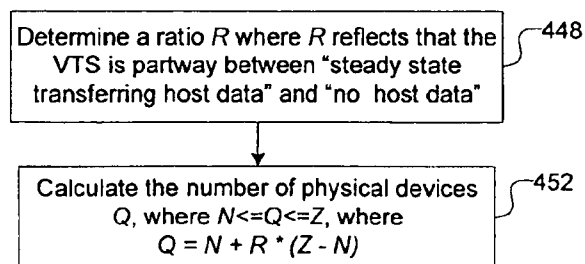 Determine a ratio R where R reflects that the
VTS is partway between "steady state
transferring host data" and "no host data"
448
Calculate the number of physical devices
Q, where N<=Q<=Z, where
Q = N + R * (Z - N)
452